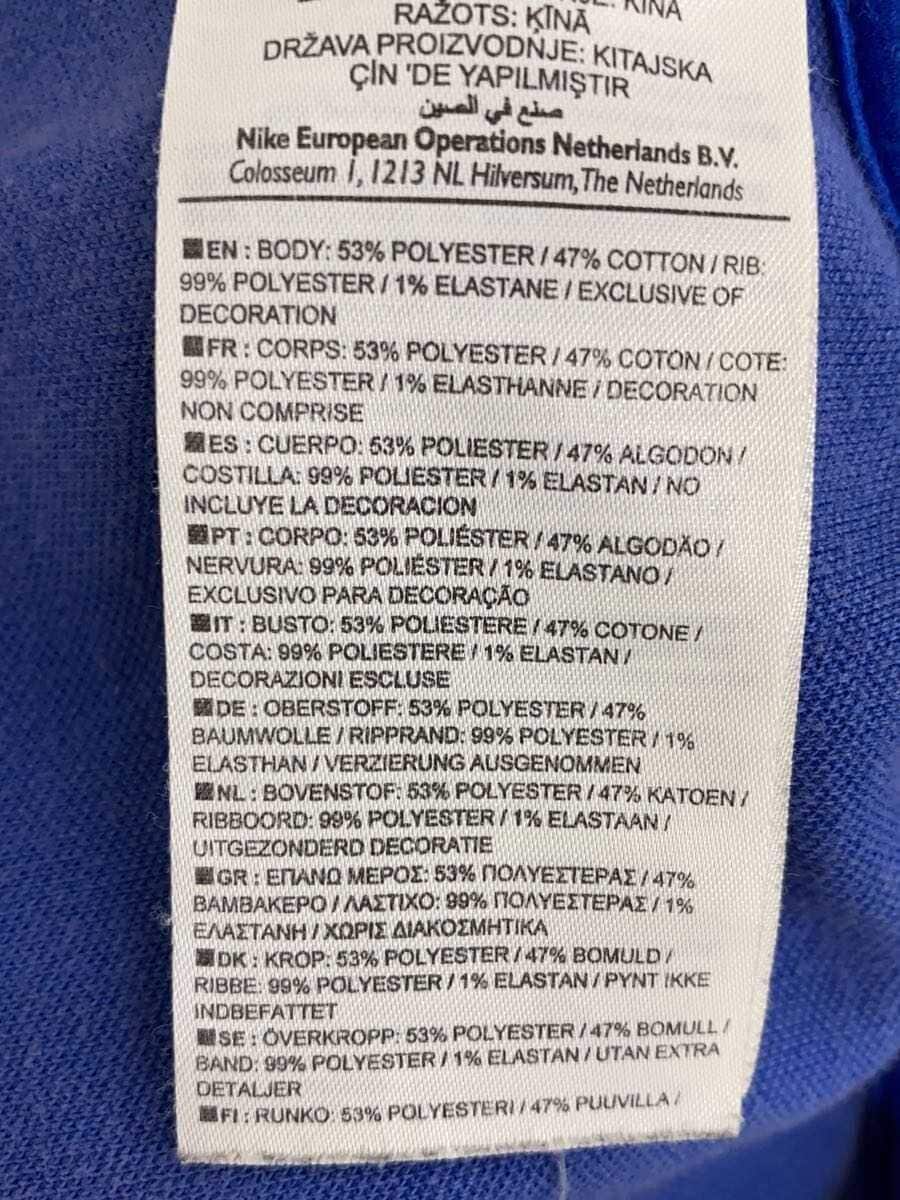 ĶĪNA
RAŽOTS: ĶĪNĀ
DRŽAVA PROIZVODNJE: KITAJSKA
ÇİN 'DE YAPILMIŞTIR
صنع في الصين
Nike European Operations Netherlands B.V.
Colosseum 1, 1213 NL Hilversum, The Netherlands
EN : BODY: 53% POLYESTER / 47% COTTON / RIB:
99% POLYESTER / 1% ELASTANE / EXCLUSIVE OF
DECORATION
FR : CORPS: 53% POLYESTER / 47% COTON / COTE:
99% POLYESTER / 1% ELASTHANNE / DECORATION
NON COMPRISE
ES : CUERPO: 53% POLIESTER / 47% ALGODON /
COSTILLA: 99% POLIESTER / 1% ELASTAN / NO
INCLUYE LA DECORACION
PT : CORPO: 53% POLIÉSTER / 47% ALGODÃO /
NERVURA: 99% POLIÉSTER / 1% ELASTANO /
EXCLUSIVO PARA DECORAÇÃO
IT : BUSTO: 53% POLIESTERE / 47% COTONE /
COSTA: 99% POLIESTERE / 1% ELASTAN /
DECORAZIONI ESCLUSE
DE : OBERSTOFF: 53% POLYESTER / 47%
BAUMWOLLE / RIPPRAND: 99% POLYESTER / 1%
ELASTHAN / VERZIERUNG AUSGENOMMEN
NL : BOVENSTOF: 53% POLYESTER / 47% KATOEN /
RIBBOORD: 99% POLYESTER / 1% ELASTAAN /
UITGEZONDERD DECORATIE
GR : ΕΠΑΝΩ ΜΕΡΟΣ: 53% ΠΟΛΥΕΣΤΕΡΑΣ / 47%
ΒΑΜΒΑΚΕΡΟ / ΛΑΣΤΙΧΟ: 99% ΠΟΛΥΕΣΤΕΡΑΣ / 1%
ΕΛΑΣΤΑΝΗ / ΧΩΡΙΣ ΔΙΑΚΟΣΜΗΤΙΚΑ
DK : KROP: 53% POLYESTER / 47% BOMULD /
RIBBE: 99% POLYESTER / 1% ELASTAN / PYNT IKKE
INDBEFATTET
SE : ÖVERKROPP: 53% POLYESTER / 47% BOMULL /
BAND: 99% POLYESTER / 1% ELASTAN / UTAN EXTRA
DETALJER
FI : RUNKO: 53% POLYESTERI / 47% PUUVILLA /